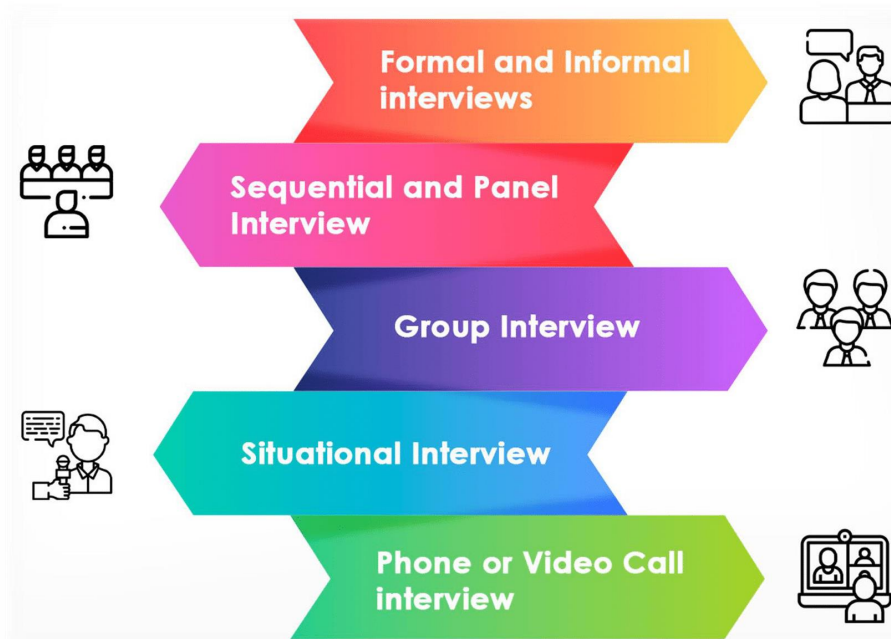 Formal and Informal
interviews
Sequential and Panel
Interview
Group Interview
Situational Interview
Phone or Video Call
interview